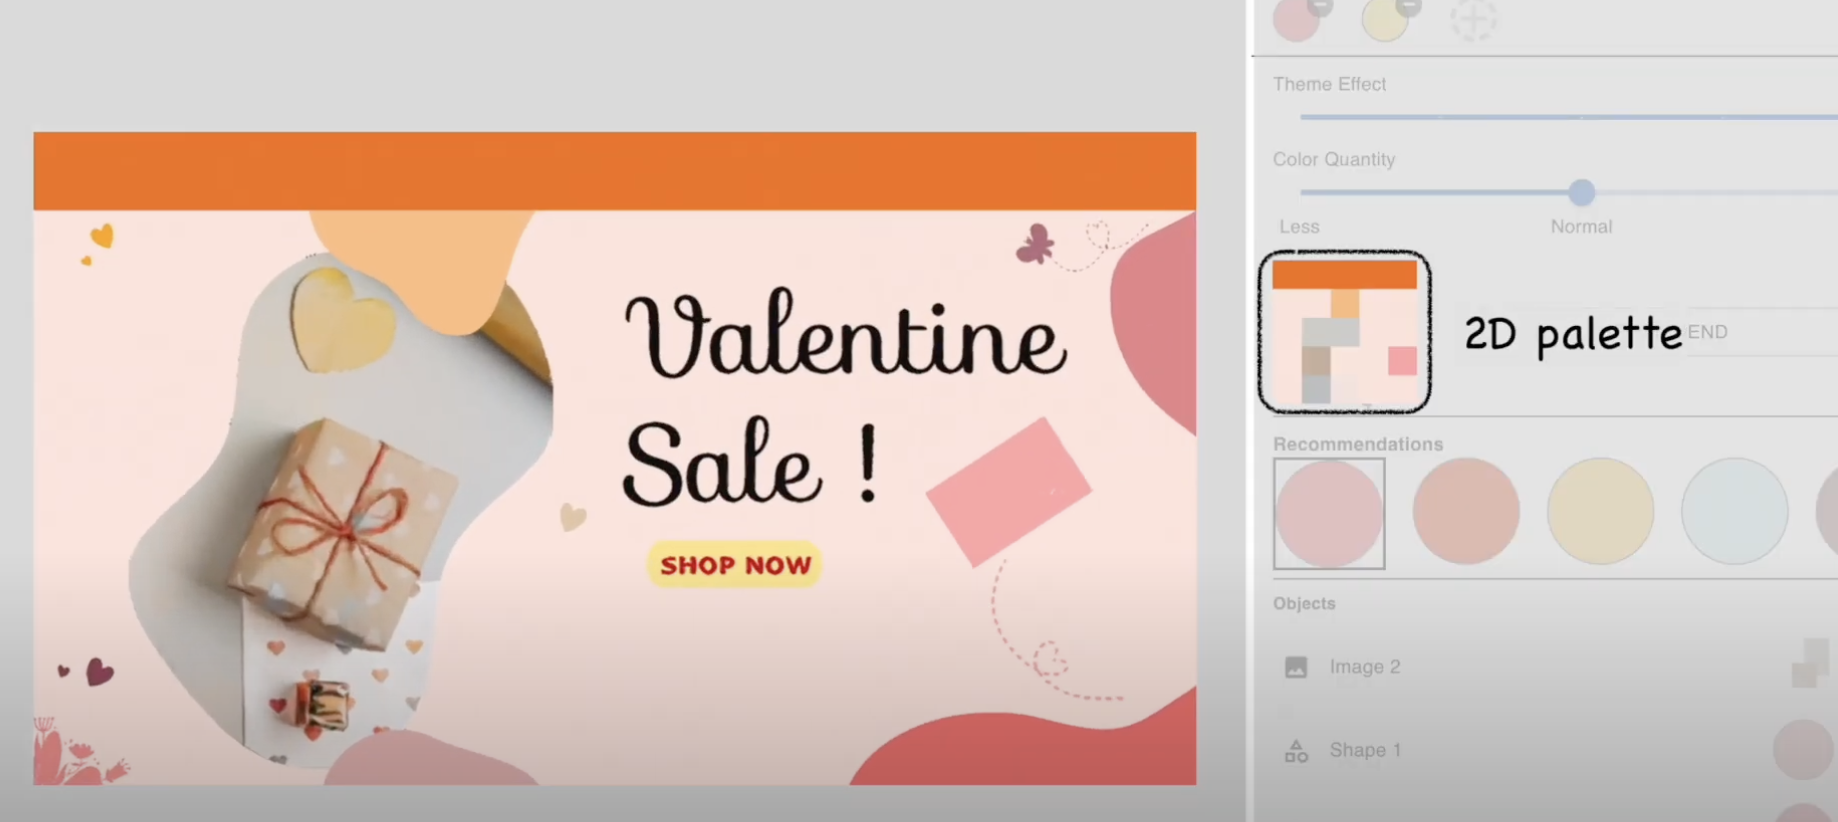 Valentine
Sale !
SHOP NOW
Theme Effect
Color Quantity
Less
Normal
2D palette
END
Recommendations
Objects
Image 2
Shape 1